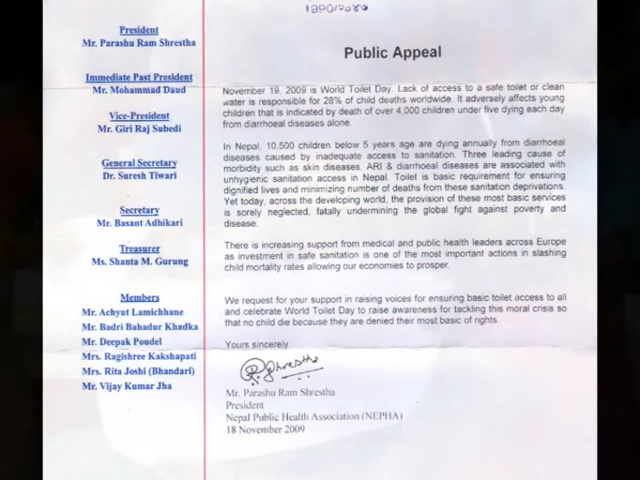 President
Mr. Parashu Ram Shrestha
Immediate Past President
Mr. Mohammad Daud
Vice-President
Mr. Giri Raj Subedi
General Secretary
Dr. Suresh Tiwari
Secretary
Mr. Basant Adhikari
Treasurer
Ms. Shanta M. Gurung
Members
Mr. Achyut Lamichhane
Mr. Badri Bahadur Khadka
Mr. Deepak Poudel
Mrs. Ragishree Kakshapati
Mrs. Rita Joshi (Bhandari)
Mr. Vijay Kumar Jha
Public Appeal
November 19, 2009 is World Toilet Day. Lack of access to a safe toilet or clean
water is responsible for 28% of child deaths worldwide. It adversely affects young
children that is indicated by death of over 4,000 children under five dying each day
from diarrhoeal diseases alone.
In Nepal, 10,500 children below 5 years age are dying annually from diarrhoeal
diseases caused by inadequate access to sanitation. Three leading cause of
morbidity such as skin diseases, ARI & diarrhoeal diseases are associated with
unhygienic sanitation access in Nepal. Toilet is basic requirement for ensuring
dignified lives and minimizing number of deaths from these sanitation deprivations.
Yet today, across the developing world, the provision of these most basic services
is sorely neglected, fatally undermining the global fight against poverty and
disease.
There is increasing support from medical and public health leaders across Europe
as investment in safe sanitation is one of the most important actions in slashing
child mortality rates allowing our economies to prosper.
We request for your support in raising voices for ensuring basic toilet access to all
and celebrate World Toilet Day to raise awareness for tackling this moral crisis so
that no child die because they are denied their most basic of rights.
Yours sincerely
Mr. Parashu Ram Shrestha
President
Nepal Public Health Association (NEPHA)
18 November 2009